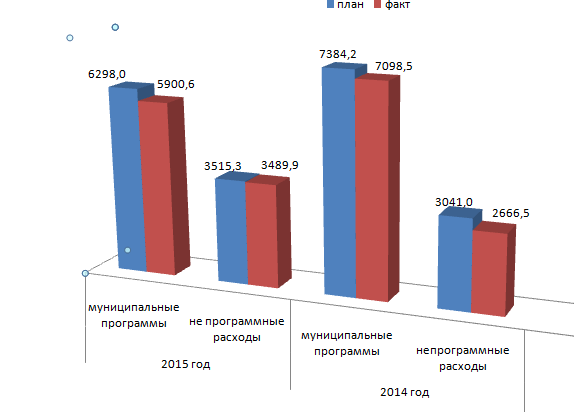 план факт
7384,2
7098,5
6298,0
5900,6
3515,3 3489,9
3041,0
2666,5
муниципальные
программы
не программные
расходы
муниципальные
программы
непрограммные
расходы
2015 год
2014 год